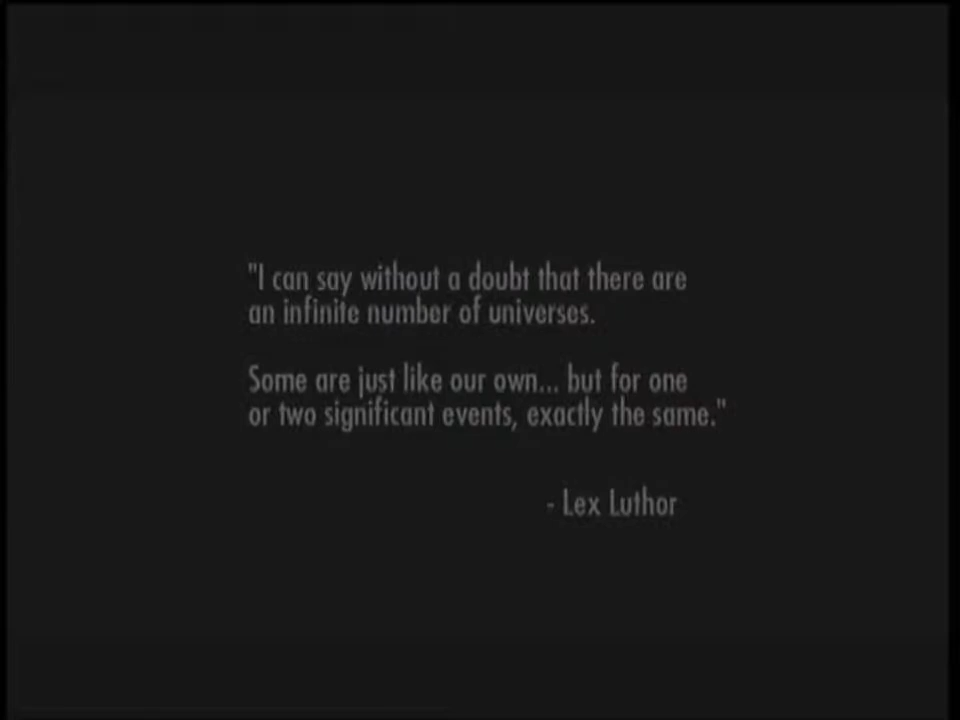 "I can say without a doubt that there are
an infinite number of universes.
Some are just like our own... but for one
or two significant events, exactly the same."
- Lex Luthor